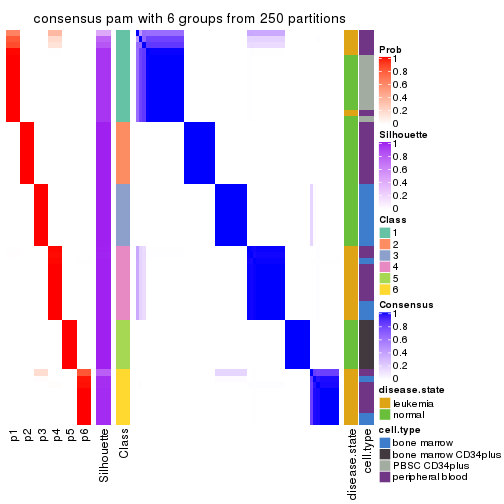 consensus pam with 6 groups from 250 partitions
Prob
1
0.8
0.6
0.4
0.2
0
Silhouette
1
0.8
0.6
0.4
0.2
0
Class
1
2
3
4
5
6
Consensus
1
0.8
0.6
0.4
0.2
0
disease.state
leukemia
normal
cell.type
bone marrow
bone marrow CD34plus
PBSC CD34plus
peripheral blood
p1
p2
p3
p4
p5
p6
Silhouette
Class
disease.state
cell.type